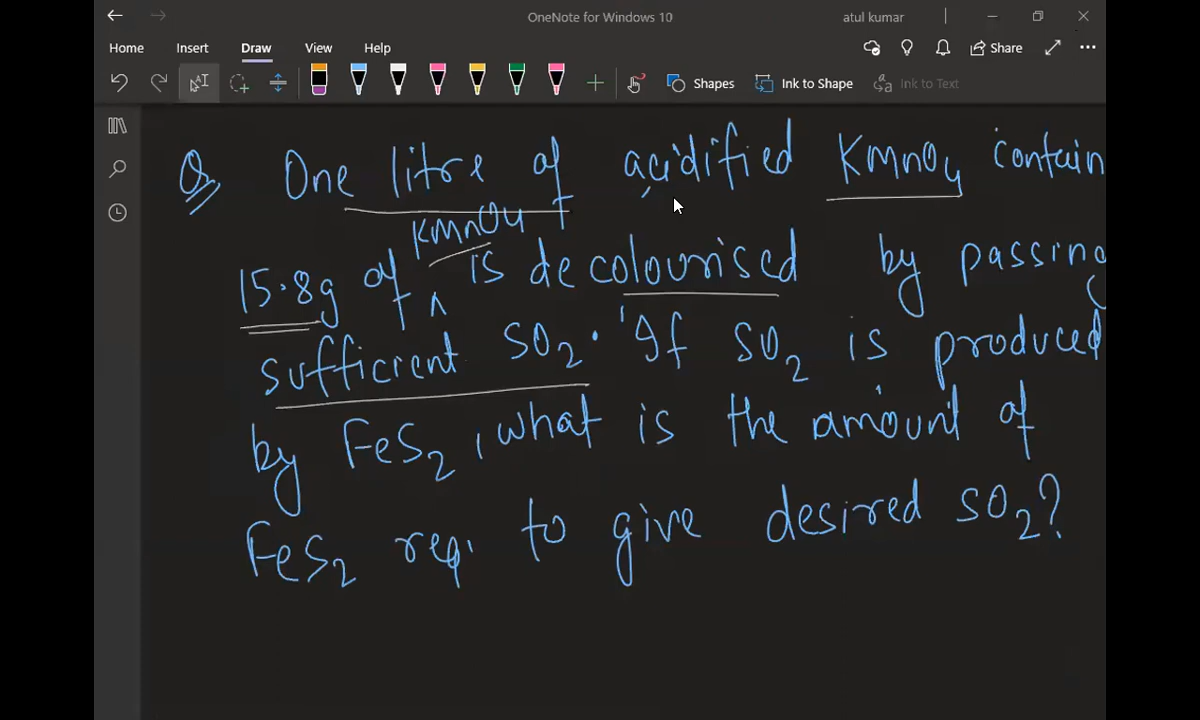 OneNote for Windows 10
atul kumar
Home Insert Draw View Help
Share
Shapes Ink to Shape Ink to Text
Q One litre of acidified KMnO4 contain
KMnO4
15.8g of ^ is decolourised by passing
sufficient SO2. If SO2 is produced
by FeS2, what is the amount of
FeS2 req. to give desired SO2?